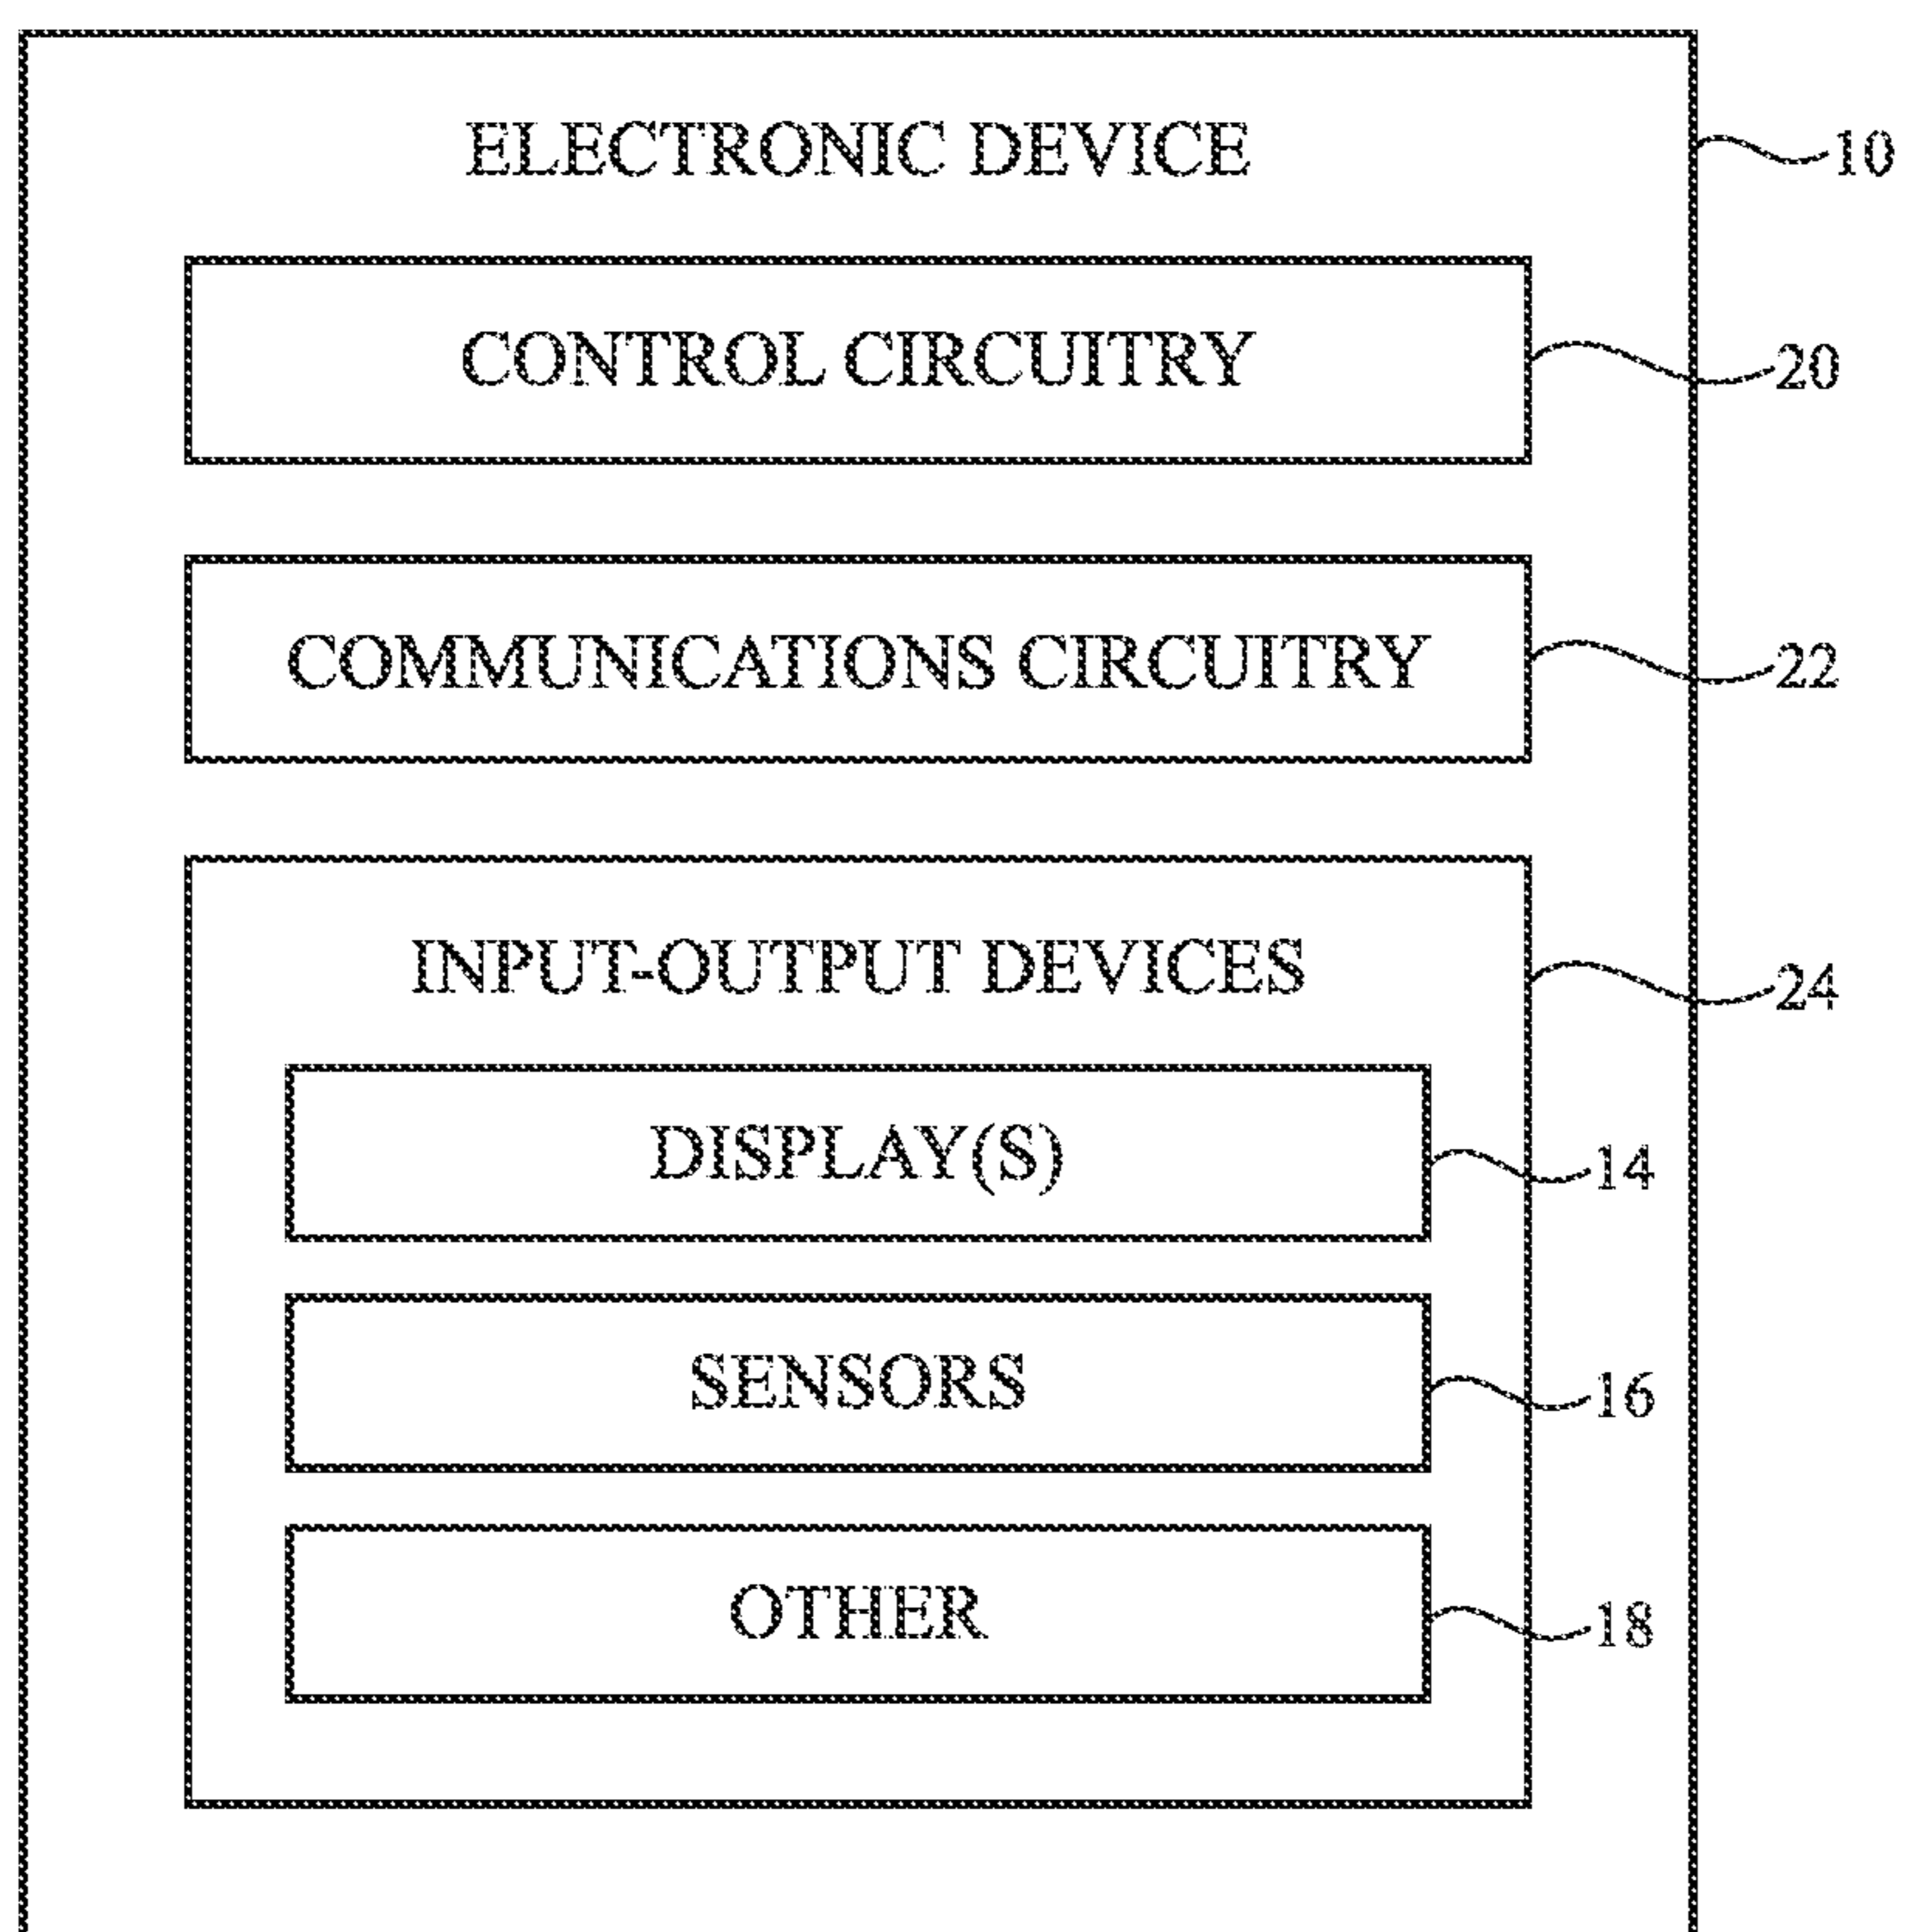 ELECTRONIC DEVICE
10
CONTROL CIRCUITRY
20
COMMUNICATIONS CIRCUITRY
22
INPUT-OUTPUT DEVICES
24
DISPLAY(S)
14
SENSORS
16
OTHER
18